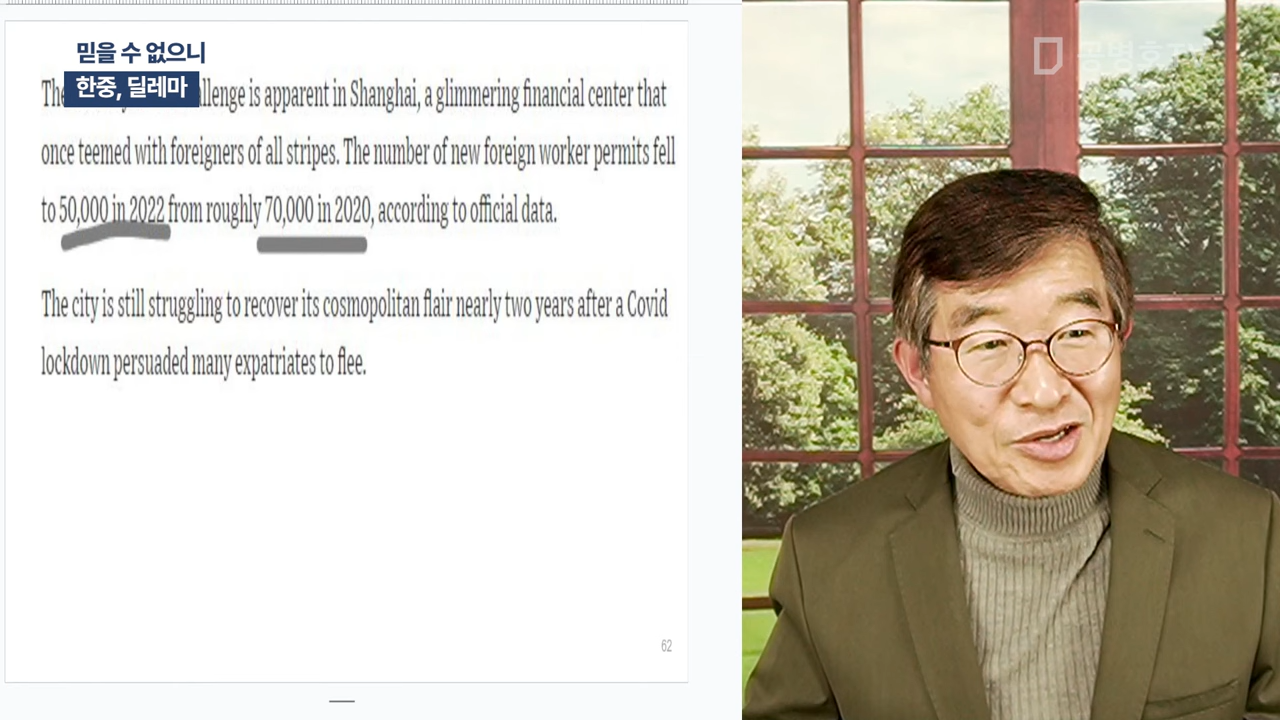 믿을 수 없으니
한중, 딜레마
The allenge is apparent in Shanghai, a glimmering financial center that
once teemed with foreigners of all stripes. The number of new foreign worker permits fell
to 50,000 in 2022 from roughly 70,000 in 2020, according to official data.
The city is still struggling to recover its cosmopolitan flair nearly two years after a Covid
lockdown persuaded many expatriates to flee.
62